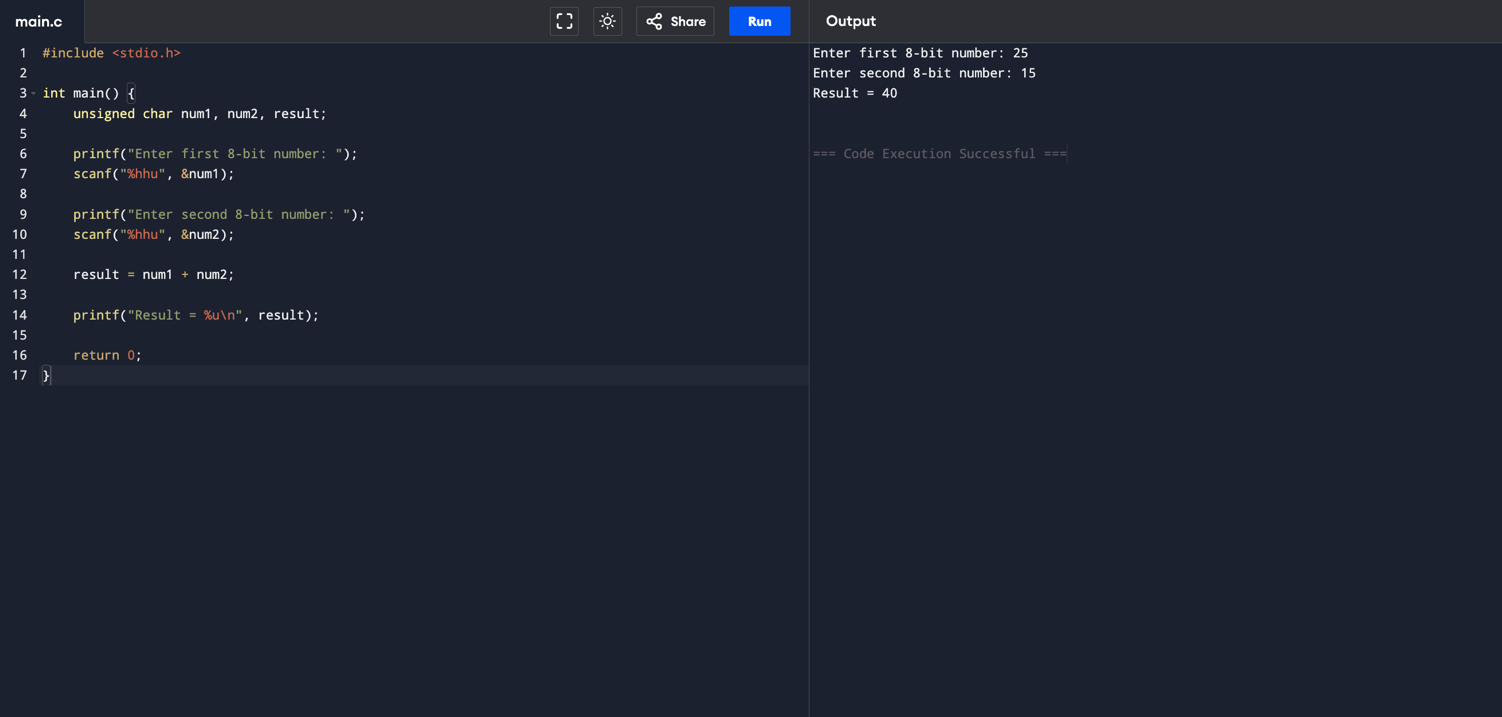 main.c
Share
Run
Output
1 #include <stdio.h>
2
3 int main() {
4     unsigned char num1, num2, result;
5
6     printf("Enter first 8-bit number: ");
7     scanf("%hhu", &num1);
8
9     printf("Enter second 8-bit number: ");
10     scanf("%hhu", &num2);
11
12     result = num1 + num2;
13
14     printf("Result = %u\n", result);
15
16     return 0;
17 }
Enter first 8-bit number: 25
Enter second 8-bit number: 15
Result = 40
=== Code Execution Successful ===